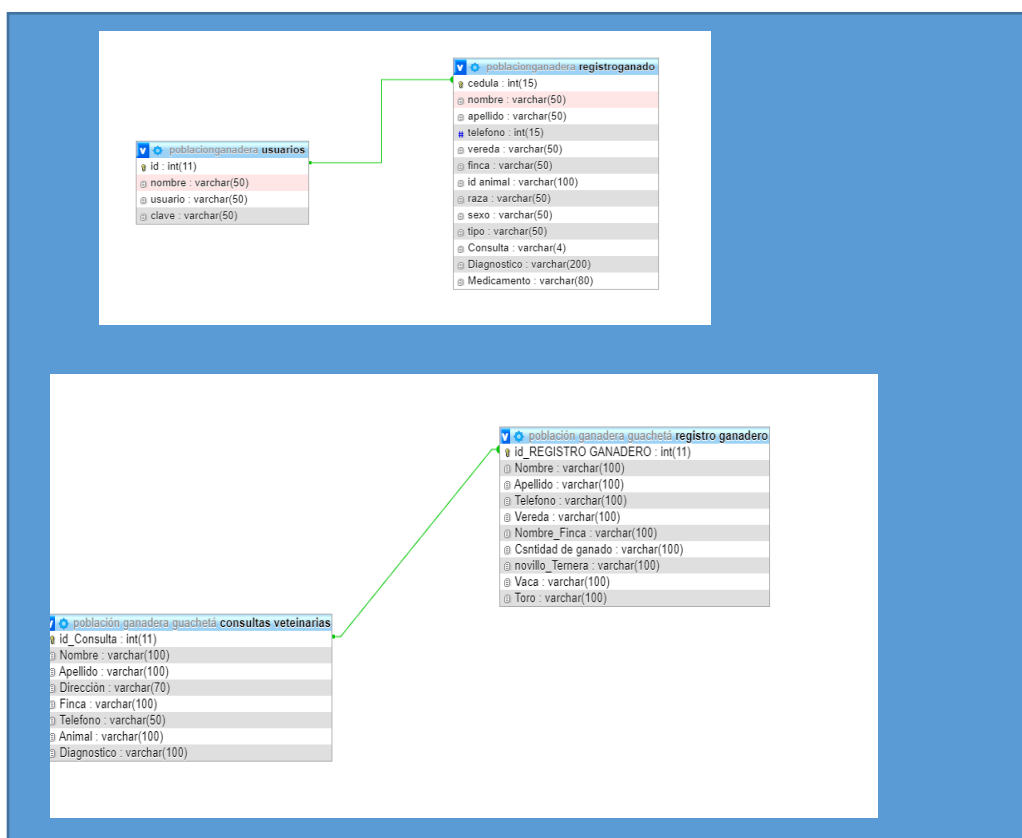 poblacionganadera registroganado
cedula : int(15)
nombre : varchar(50)
apellido : varchar(50)
# telefono : int(15)
vereda : varchar(50)
finca : varchar(50)
id animal : varchar(100)
raza : varchar(50)
sexo : varchar(50)
tipo : varchar(50)
Consulta : varchar(4)
Diagnostico : varchar(200)
Medicamento : varchar(80)
poblacionganadera usuarios
id : int(11)
nombre : varchar(50)
usuario : varchar(50)
clave : varchar(50)
población ganadera guachetá registro ganadero
id_REGISTRO GANADERO : int(11)
Nombre : varchar(100)
Apellido : varchar(100)
Telefono : varchar(100)
Vereda : varchar(100)
Nombre_Finca : varchar(100)
Csntidad de ganado : varchar(100)
novillo_Ternera : varchar(100)
Vaca : varchar(100)
Toro : varchar(100)
población ganadera guachetá consultas veteinarias
id_Consulta : int(11)
Nombre : varchar(100)
Apellido : varchar(100)
Dirección : varchar(70)
Finca : varchar(100)
Telefono : varchar(50)
Animal : varchar(100)
Diagnostico : varchar(100)